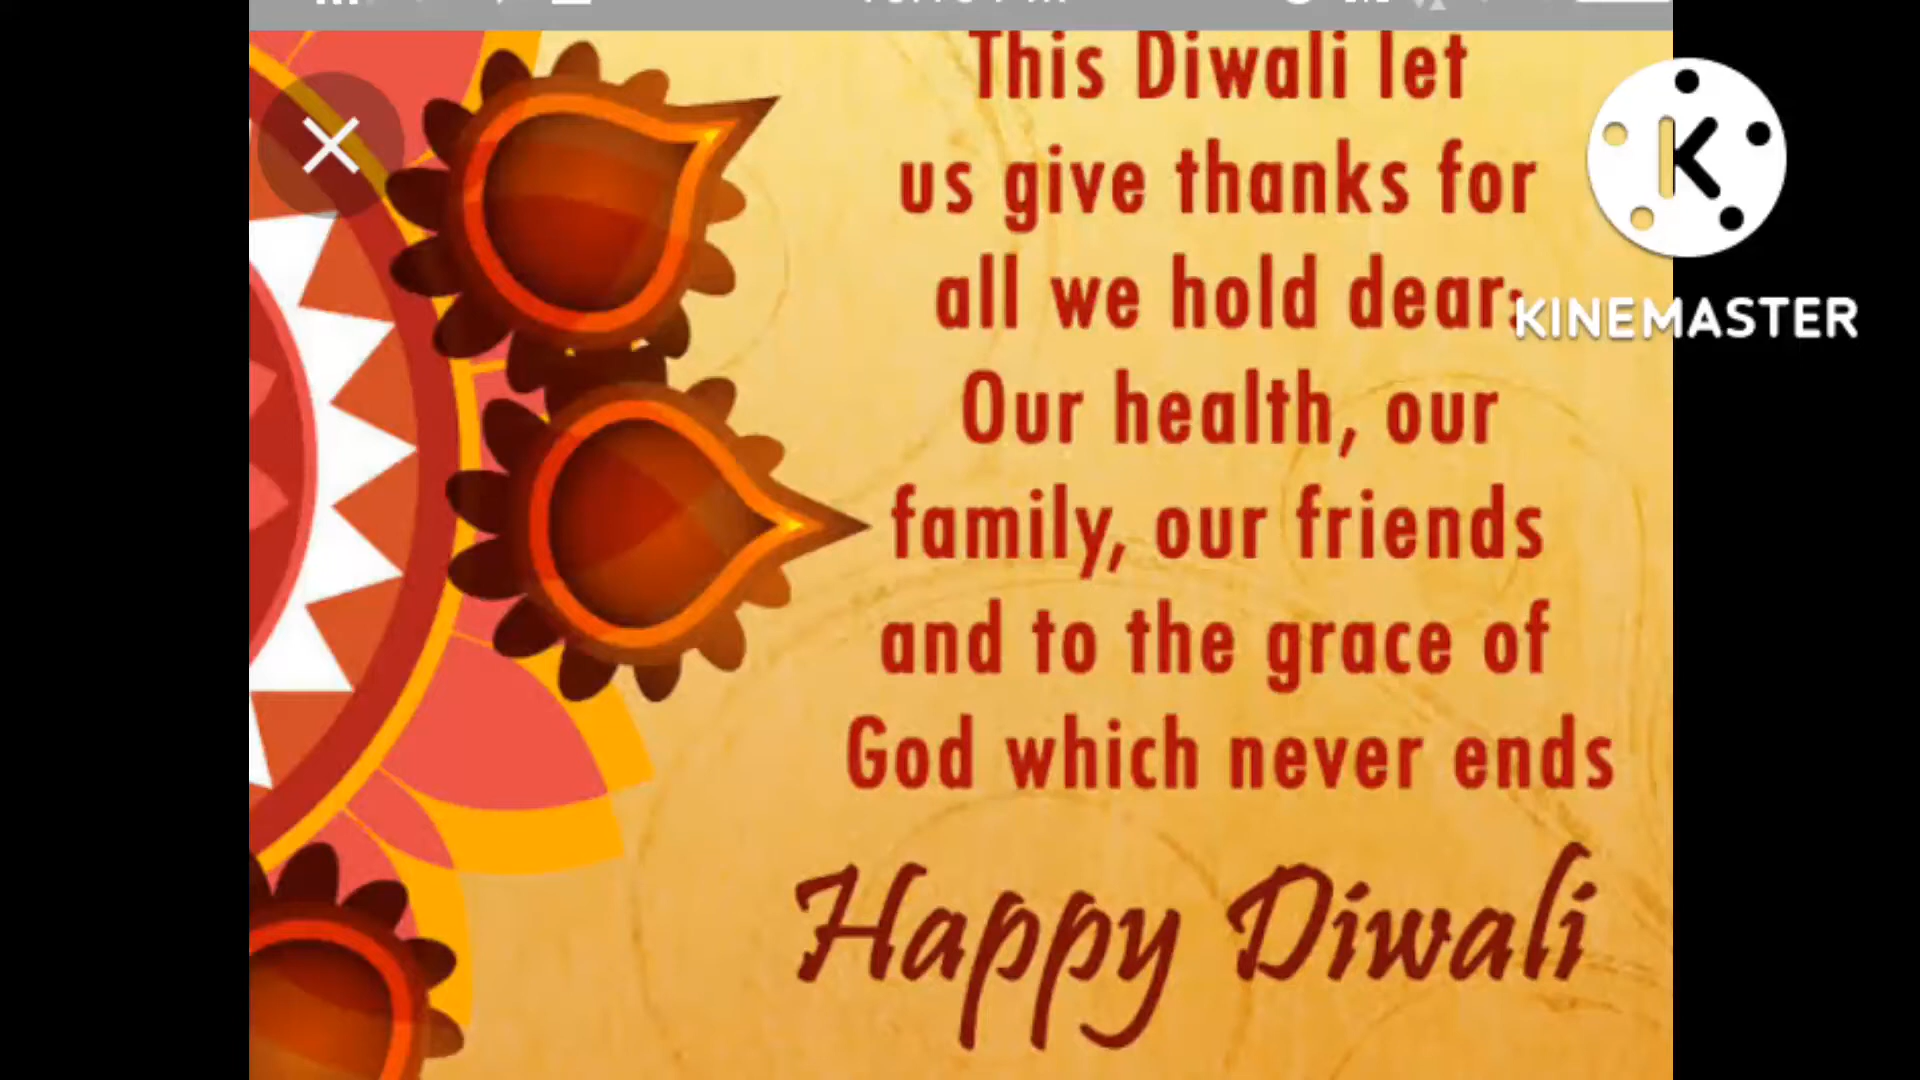 This Diwali let
us give thanks for
all we hold dear:
Our health, our
family, our friends
and to the grace of
God which never ends
Happy Diwali
K
KINEMASTER